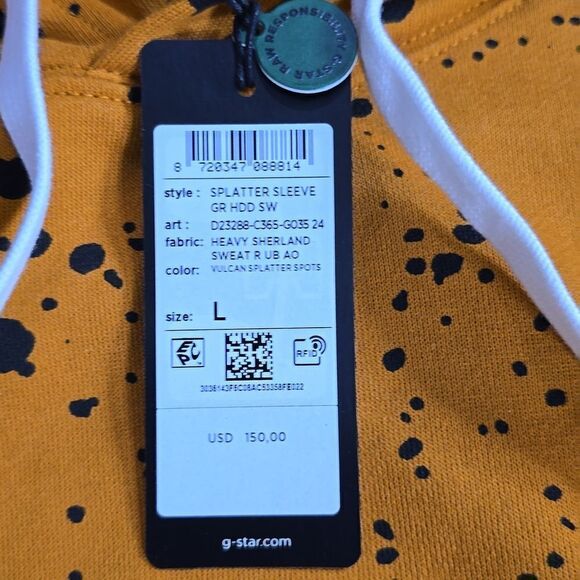 RESPONSIBILITY G-STAR RAW
8 720347 088814
style : SPLATTER SLEEVE
GR HDD SW
art : D23288-C365-G035 24
fabric: HEAVY SHERLAND
SWEAT R UB AO
color: VULCAN SPLATTER SPOTS
size: L
EPC RFID
3036143F6C08AC53358FE022
USD 150,00
g-star.com